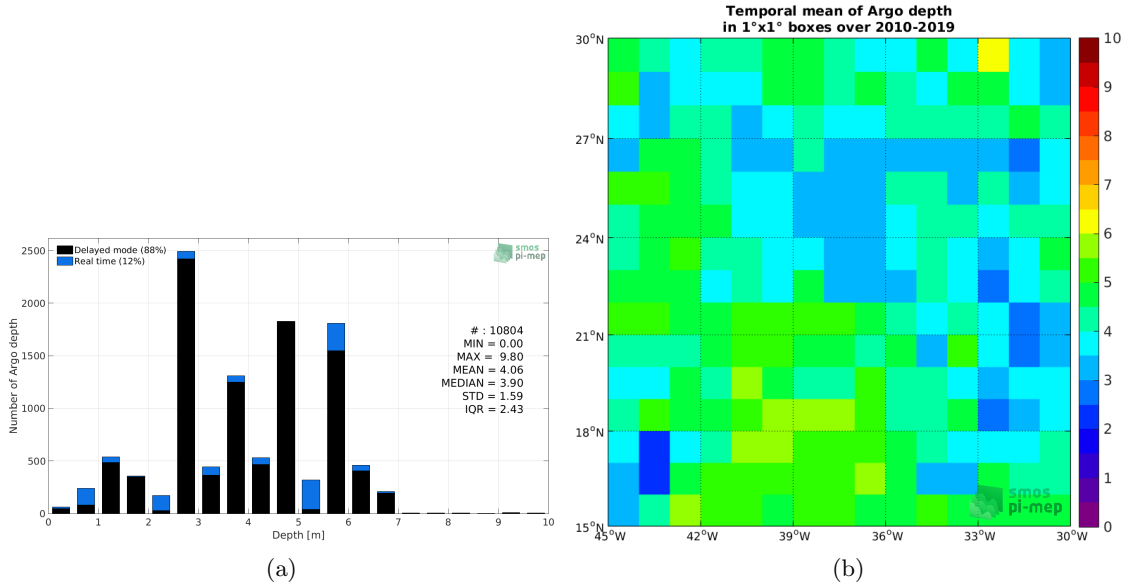 Delayed mode (88%)
Real time (12%)
smos
pi-mep
# : 10804
MIN = 0.00
MAX = 9.80
MEAN = 4.06
MEDIAN = 3.90
STD = 1.59
IQR = 2.43
Number of Argo depth
2500
2000
1500
1000
500
0
0 1 2 3 4 5 6 7 8 9 10
Depth [m]
(a)
Temporal mean of Argo depth
in 1°x1° boxes over 2010-2019
30°N
27°N
24°N
21°N
18°N
15°N
45°W 42°W 39°W 36°W 33°W 30°W
smos
pi-mep
10
9
8
7
6
5
4
3
2
1
0
(b)